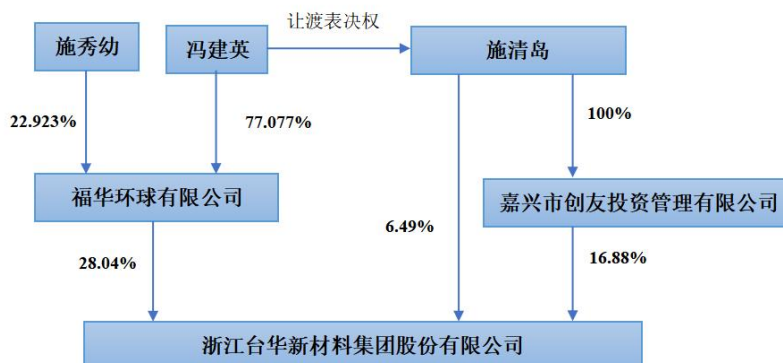 让渡表决权
施秀幼
冯建英
施清岛
22.923%
77.077%
100%
福华环球有限公司
嘉兴市创友投资管理有限公司
28.04%
6.49%
16.88%
浙江台华新材料集团股份有限公司